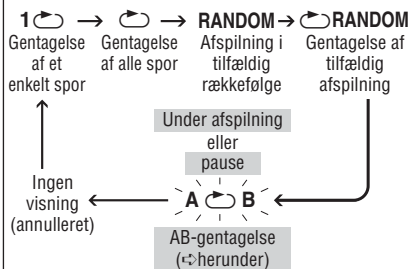 1 → → RANDOM → RANDOM
Gentagelse af et enkelt spor
Gentagelse af alle spor
Afspilning i tilfældig rækkefølge
Gentagelse af tilfældig afspilning
Under afspilning
eller
pause
A B
AB-gentagelse
(➪herunder)
Ingen
visning
(annulleret)